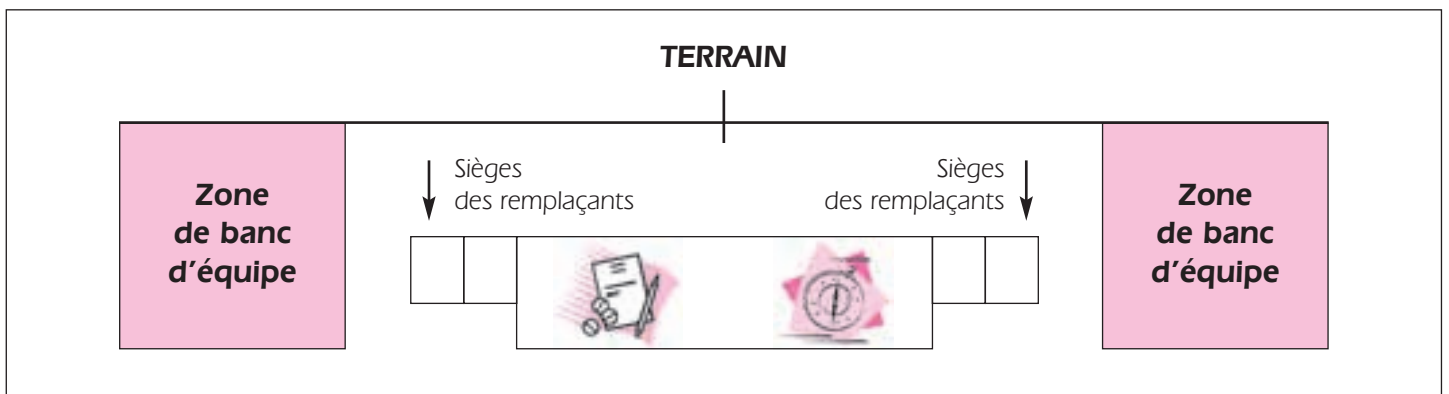 TERRAIN
Zone
de banc
d’équipe
Sièges
des remplaçants
Sièges
des remplaçants
Zone
de banc
d’équipe